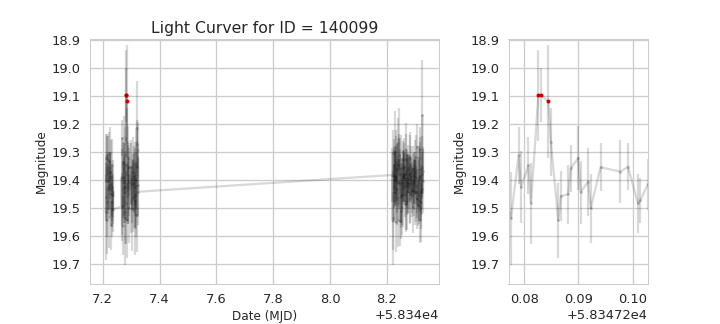 Light Curver for ID = 140099
18.9
19.0
19.1
19.2
19.3
19.4
19.5
19.6
19.7
Magnitude
7.2 7.4 7.6 7.8 8.0 8.2
Date (MJD) +5.834e4
18.9
19.0
19.1
19.2
19.3
19.4
19.5
19.6
19.7
Magnitude
0.08 0.09 0.10
+5.83472e4